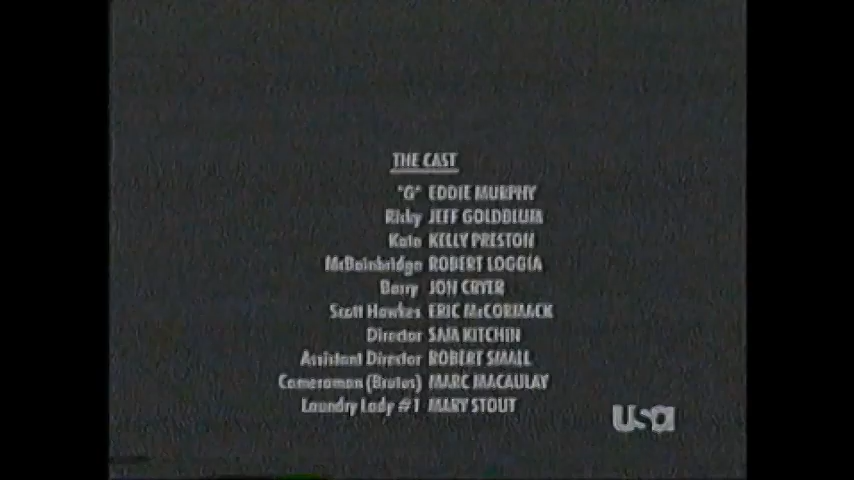 THE CAST
"G" EDDIE MURPHY
Ricky JEFF GOLDBLUM
Kate KELLY PRESTON
McBainbridge ROBERT LOGGIA
Barry JON CRYER
Scott Hawkes ERIC McCORMACK
Director SAM KITCHIN
Assistant Director ROBERT SMALL
Cameraman (Brutus) MARC MACAULAY
Laundry Lady #1 MARY STOUT
USA